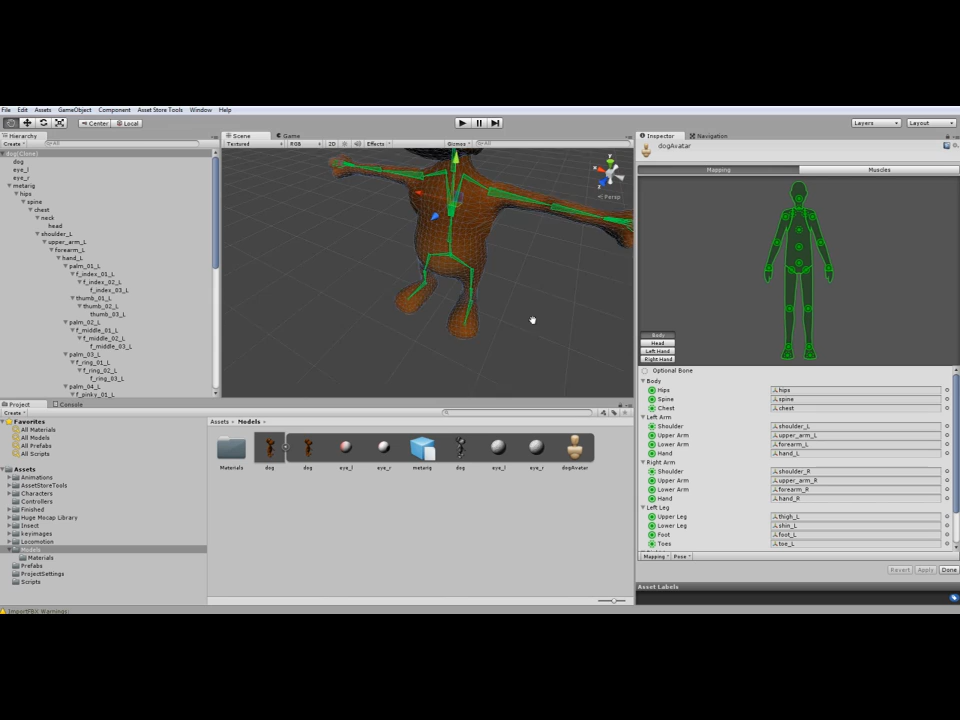 File Edit Assets GameObject Component Asset Store Tools Window Help
Center Local Layers Layout
Hierarchy
Create All
dog(Clone)
dog
eye_l
eye_r
metarig
hips
spine
chest
neck
head
shoulder_L
upper_arm_L
forearm_L
hand_L
palm_01_L
f_index_01_L
f_index_02_L
f_index_03_L
thumb_01_L
thumb_02_L
thumb_03_L
palm_02_L
f_middle_01_L
f_middle_02_L
f_middle_03_L
palm_03_L
f_ring_01_L
f_ring_02_L
f_ring_03_L
palm_04_L
f_pinky_01_L
Scene Game
Textured RGB 2D Effects Gizmos All
Persp
Inspector Navigation
dogAvatar
Mapping Muscles
Body
Head
Left Hand
Right Hand
Optional Bone
Body
Hips hips
Spine spine
Chest chest
Left Arm
Shoulder shoulder_L
Upper Arm upper_arm_L
Lower Arm forearm_L
Hand hand_L
Right Arm
Shoulder shoulder_R
Upper Arm upper_arm_R
Lower Arm forearm_R
Hand hand_R
Left Leg
Upper Leg thigh_L
Lower Leg shin_L
Foot foot_L
Toes toe_L
Mapping Pose
Revert Apply Done
Asset Labels
Project Console
Create
Favorites
All Materials
All Models
All Prefabs
All Scripts
Assets
Animations
AssetStoreTools
Characters
Controllers
Finished
Huge Mocap Library
Insect
keyimages
Locomotion
Models
Materials
Prefabs
ProjectSettings
Scripts
Assets Models
Materials dog dog eye_l eye_r metarig dog eye_l eye_r dogAvatar
ImportFBX Warnings: